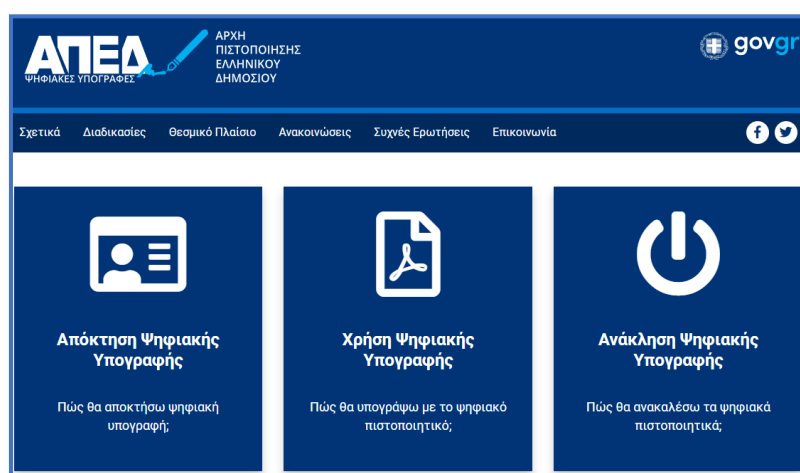 ΑΠΕΔ
ΨΗΦΙΑΚΕΣ ΥΠΟΓΡΑΦΕΣ
ΑΡΧΗ
ΠΙΣΤΟΠΟΙΗΣΗΣ
ΕΛΛΗΝΙΚΟΥ
ΔΗΜΟΣΙΟΥ
govgr
Σχετικά Διαδικασίες Θεσμικό Πλαίσιο Ανακοινώσεις Συχνές Ερωτήσεις Επικοινωνία
Απόκτηση Ψηφιακής
Υπογραφής
Πώς θα αποκτήσω ψηφιακή
υπογραφή;
Χρήση Ψηφιακής
Υπογραφής
Πώς θα υπογράψω με το ψηφιακό
πιστοποιητικό;
Ανάκληση Ψηφιακής
Υπογραφής
Πώς θα ανακαλέσω τα ψηφιακά
πιστοποιητικά;